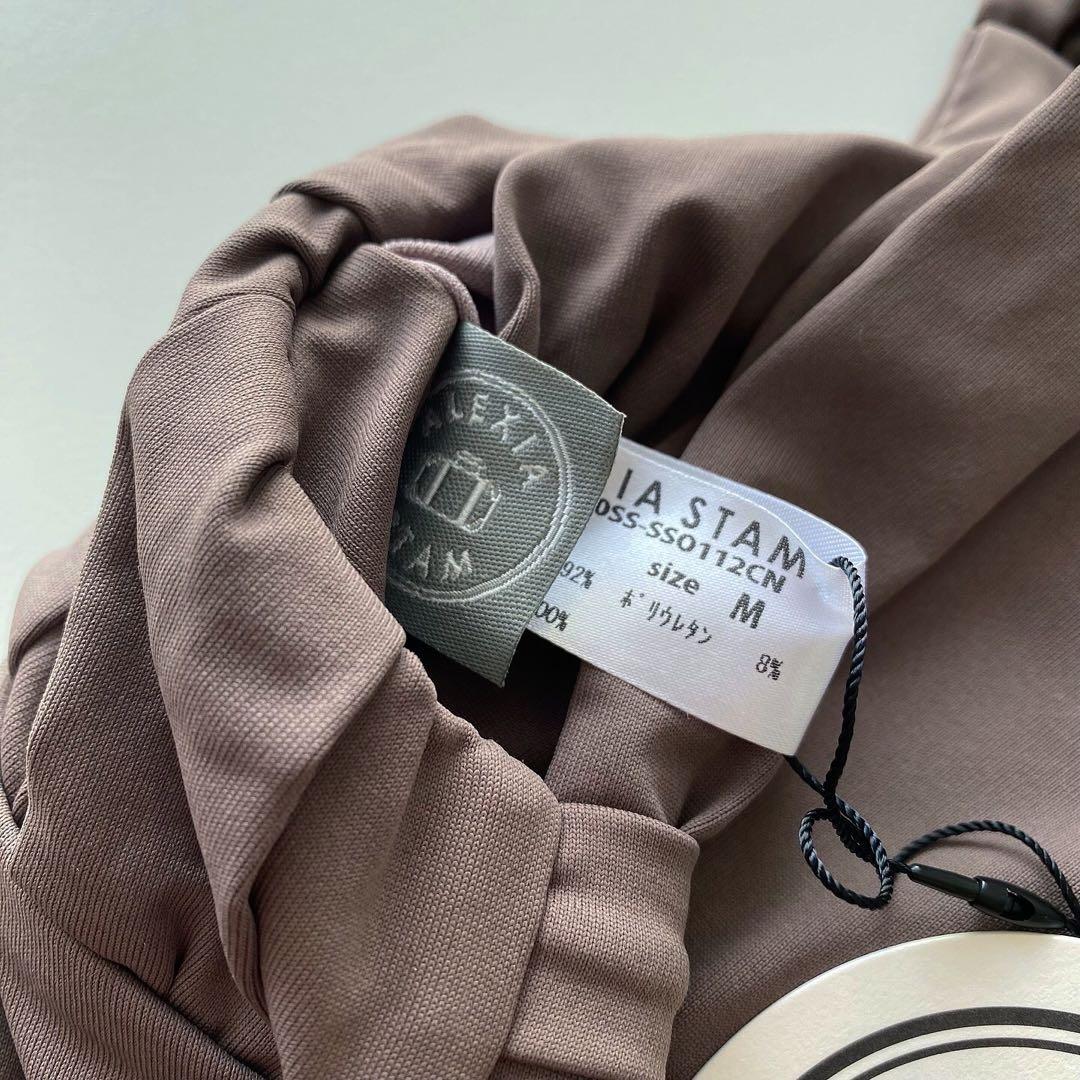 ALEXIA
STAM
IA STAM
0SS-SS0112CN
size M
92% ポリウレタン 8%
00%